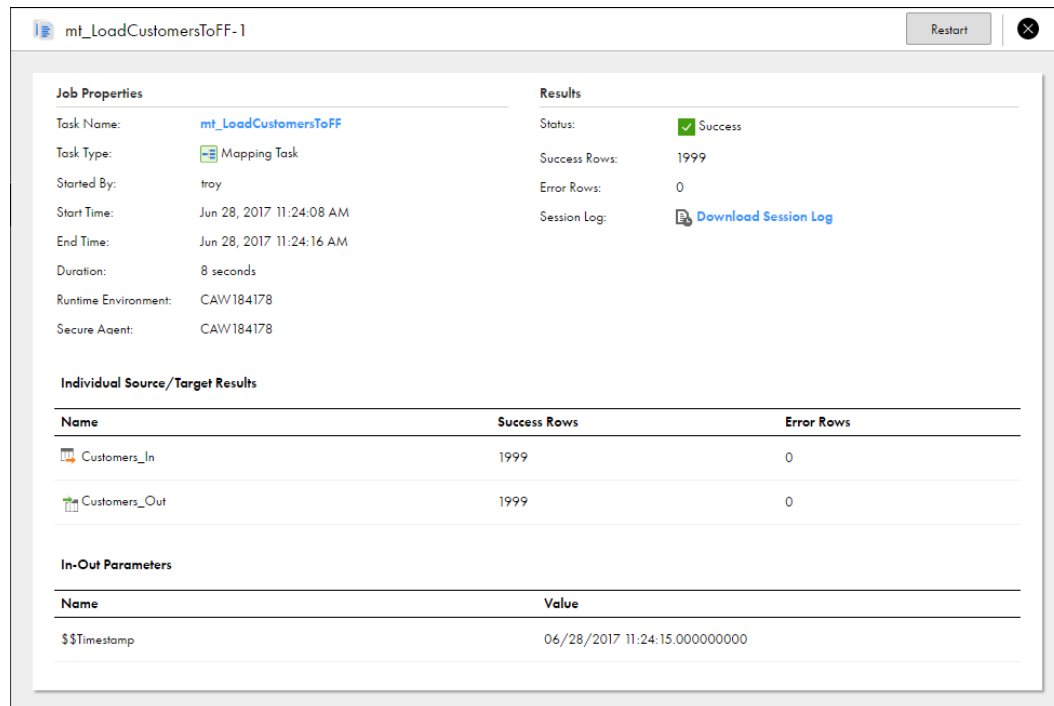 mt_LoadCustomersToFF-1
Restart
Job Properties
Task Name: mt_LoadCustomersToFF
Task Type: Mapping Task
Started By: troy
Start Time: Jun 28, 2017 11:24:08 AM
End Time: Jun 28, 2017 11:24:16 AM
Duration: 8 seconds
Runtime Environment: CAW184178
Secure Agent: CAW184178
Results
Status: Success
Success Rows: 1999
Error Rows: 0
Session Log: Download Session Log
Individual Source/Target Results
Name Success Rows Error Rows
Customers_In 1999 0
Customers_Out 1999 0
In-Out Parameters
Name Value
$$Timestamp 06/28/2017 11:24:15.000000000